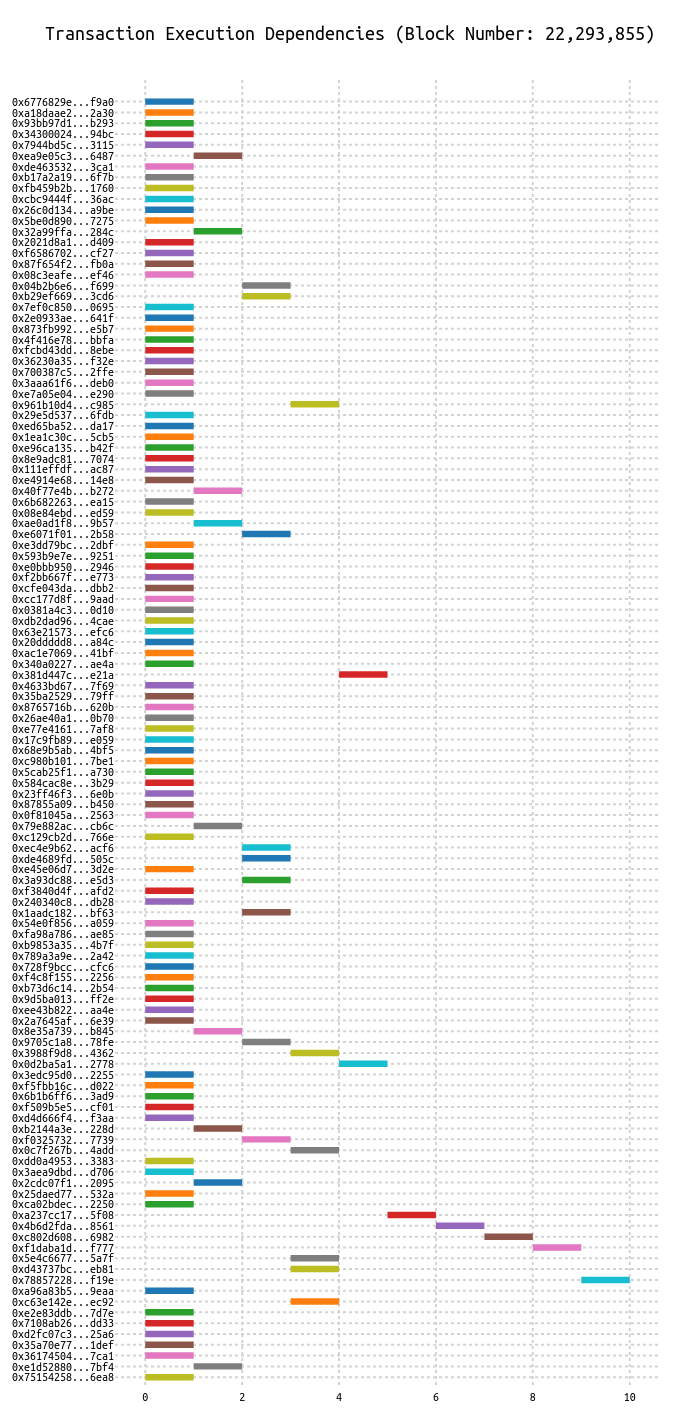 Transaction Execution Dependencies (Block Number: 22,293,855)
0x6776829e...f9a0
0xa18daae2...2a30
0x93bb97d1...b293
0x34300024...94bc
0x7944bd5c...3115
0xea9e05c3...6487
0xde463532...3ca1
0xb17a2a19...6f7b
0xfb459b2b...1760
0xcbc9444f...36ac
0x26c0d134...a9be
0x5be0d890...7275
0x32a99ffa...284c
0x2021d8a1...d409
0xf6586702...cf27
0x87f654f2...fb0a
0x08c3eafe...ef46
0x04b2b6e6...f699
0xb29ef669...3cd6
0x7ef0c850...0695
0x2e0933ae...641f
0x873fb992...e5b7
0x4f416e78...bbfa
0xfcbd43dd...8ebe
0x36230a35...f32e
0x700387c5...2ffe
0x3aaa61f6...deb0
0xe7a05e04...e290
0x961b10d4...c985
0x29e5d537...6fdb
0xed65ba52...da17
0x1ea1c30c...5cb5
0xe96ca135...b42f
0x8e9adc81...7074
0x111effdf...ac87
0xe4914e68...14e8
0x40f77e4b...b272
0x6b682263...ea15
0x08e84ebd...ed59
0xae0ad1f8...9b57
0xe6071f01...2b58
0xe3dd79bc...2dbf
0x593b9e7e...9251
0xe0bbb950...2946
0xf2bb667f...e773
0xcfe043da...dbb2
0xcc177d8f...9aad
0x0381a4c3...0d10
0xdb2dad96...4cae
0x63e21573...efc6
0x20ddddd8...a84c
0xac1e7069...41bf
0x340a0227...ae4a
0x381d447c...e21a
0x4633bd67...7f69
0x35ba2529...79ff
0x8765716b...620b
0x26ae40a1...0b70
0xe77e4161...7af8
0x17c9fb89...e059
0x68e9b5ab...4bf5
0xc980b101...7be1
0x5cab25f1...a730
0x584cac8e...3b29
0x23ff46f3...6e0b
0x87855a09...b450
0x0f81045a...2563
0x79e882ac...cb6c
0xc129cb2d...766e
0xec4e9b62...acf6
0xde4689fd...505c
0xe45e06d7...3d2e
0x3a93dc88...e5d3
0xf3840d4f...afd2
0x240340c8...db28
0x1aadc182...bf63
0x54e0f856...a059
0xfa98a786...ae85
0xb9853a35...4b7f
0x789a3a9e...2a42
0x728f9bcc...cfc6
0xf4c8f155...2256
0xb73d6c14...2b54
0x9d5ba013...ff2e
0xee43b822...aa4e
0x2a7645af...6e39
0x8e35a739...b845
0x9705c1a8...78fe
0x3988f9d8...4362
0x0d2ba5a1...2778
0x3edc95d0...2255
0xf5fbb16c...d022
0x6b1b6ff6...3ad9
0xf509b5e5...cf01
0xd4d666f4...f3aa
0xb2144a3e...228d
0xf0325732...7739
0x0c7f267b...4add
0xdd0a4953...3383
0x3aea9dbd...d706
0x2cdc07f1...2095
0x25daed77...532a
0xca02bdec...2250
0xa237cc17...5f08
0x4b6d2fda...8561
0xc802d608...6982
0xf1daba1d...f777
0x5e4c6677...5a7f
0xd43737bc...eb81
0x78857228...f19e
0xa96a83b5...9eaa
0xc63e142e...ec92
0xe2e83ddb...7d7e
0x7108ab26...dd33
0xd2fc07c3...25a6
0x35a70e77...1def
0x36174504...7ca1
0xe1d52880...7bf4
0x75154258...6ea8
0 2 4 6 8 10